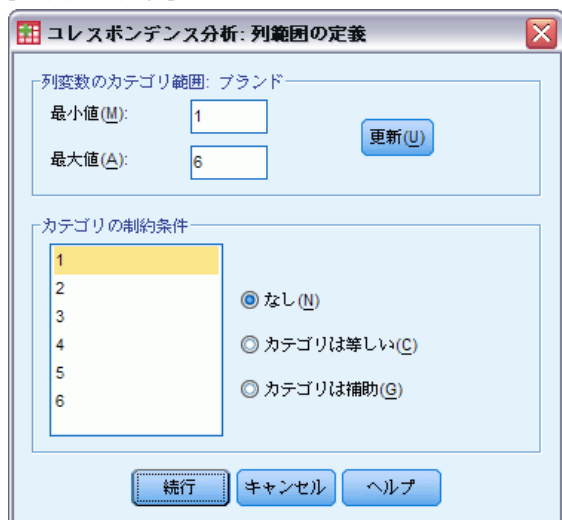 コレスポンデンス分析: 列範囲の定義
列変数のカテゴリ範囲: ブランド
最小値(M): 1
最大値(A): 6
更新(U)
カテゴリの制約条件
1
2
3
4
5
6
なし(N)
カテゴリは等しい(C)
カテゴリは補助(G)
続行 キャンセル ヘルプ